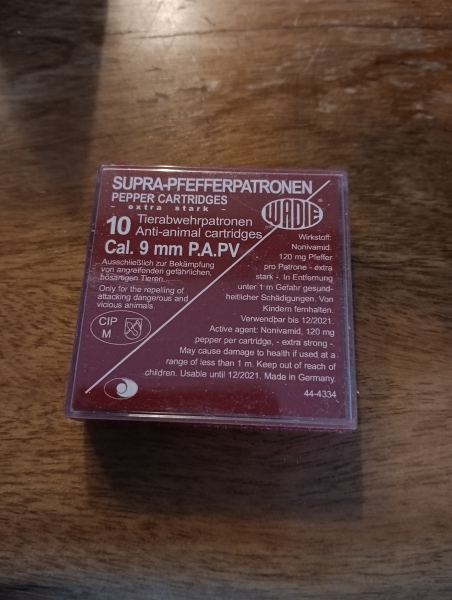 SUPRA-PFEFFERPATRONEN
PEPPER CARTRIDGES
- extra stark -
WADIE
10 Tierabwehrpatronen
Anti-animal cartridges
Cal. 9 mm P.A.PV
Ausschließlich zur Bekämpfung
von angreifenden gefährlichen,
bösartigen Tieren.
Only for the repelling of
attacking dangerous and
vicious animals.
CIP
M
Wirkstoff:
Nonivamid.
120 mg Pfeffer
pro Patrone - extra
stark -. In Entfernung
unter 1 m Gefahr gesund-
heitlicher Schädigungen. Von
Kindern fernhalten.
Verwendbar bis 12/2021.
Active agent: Nonivamid, 120 mg
pepper per cartridge, - extra strong -.
May cause damage to health if used at a
range of less than 1 m. Keep out of reach of
children. Usable until 12/2021. Made in Germany.
44-4334